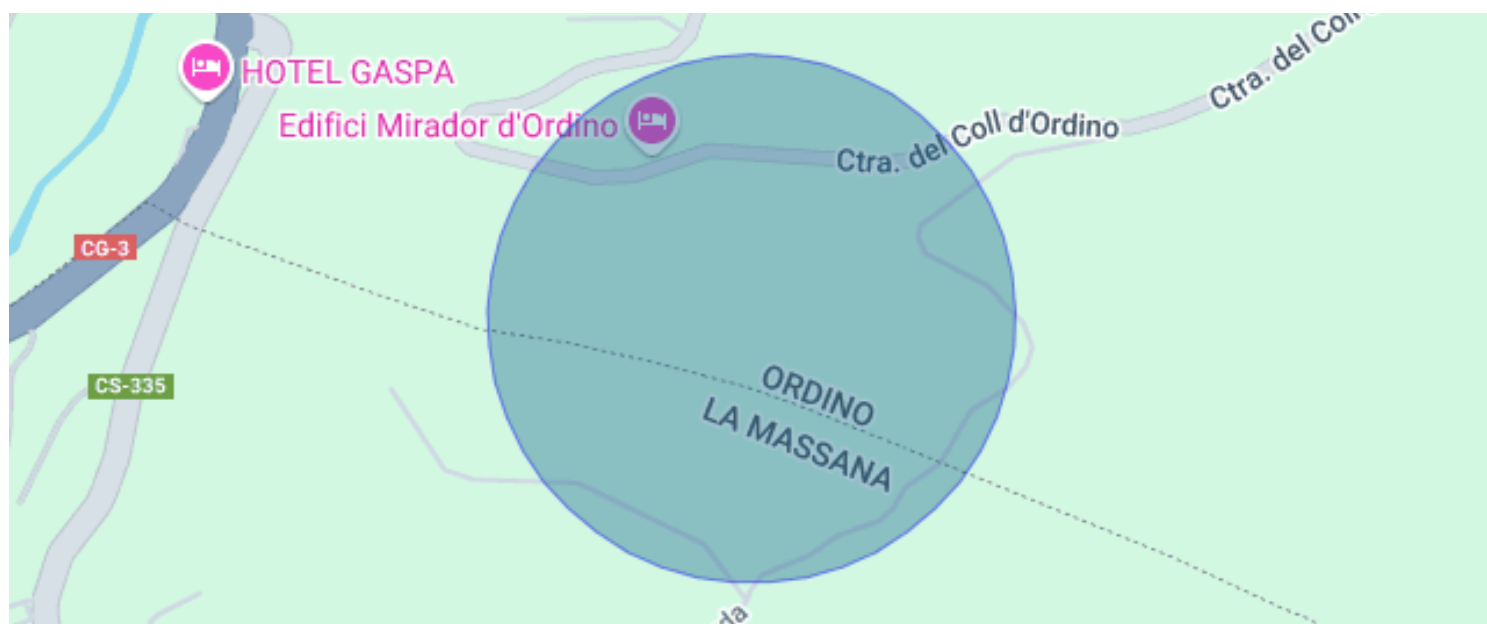 HOTEL GASPA
Edifici Mirador d'Ordino
Ctra. del Coll d'Ordino
Ctra. del Coll
CG-3
CS-335
ORDINO
LA MASSANA
da